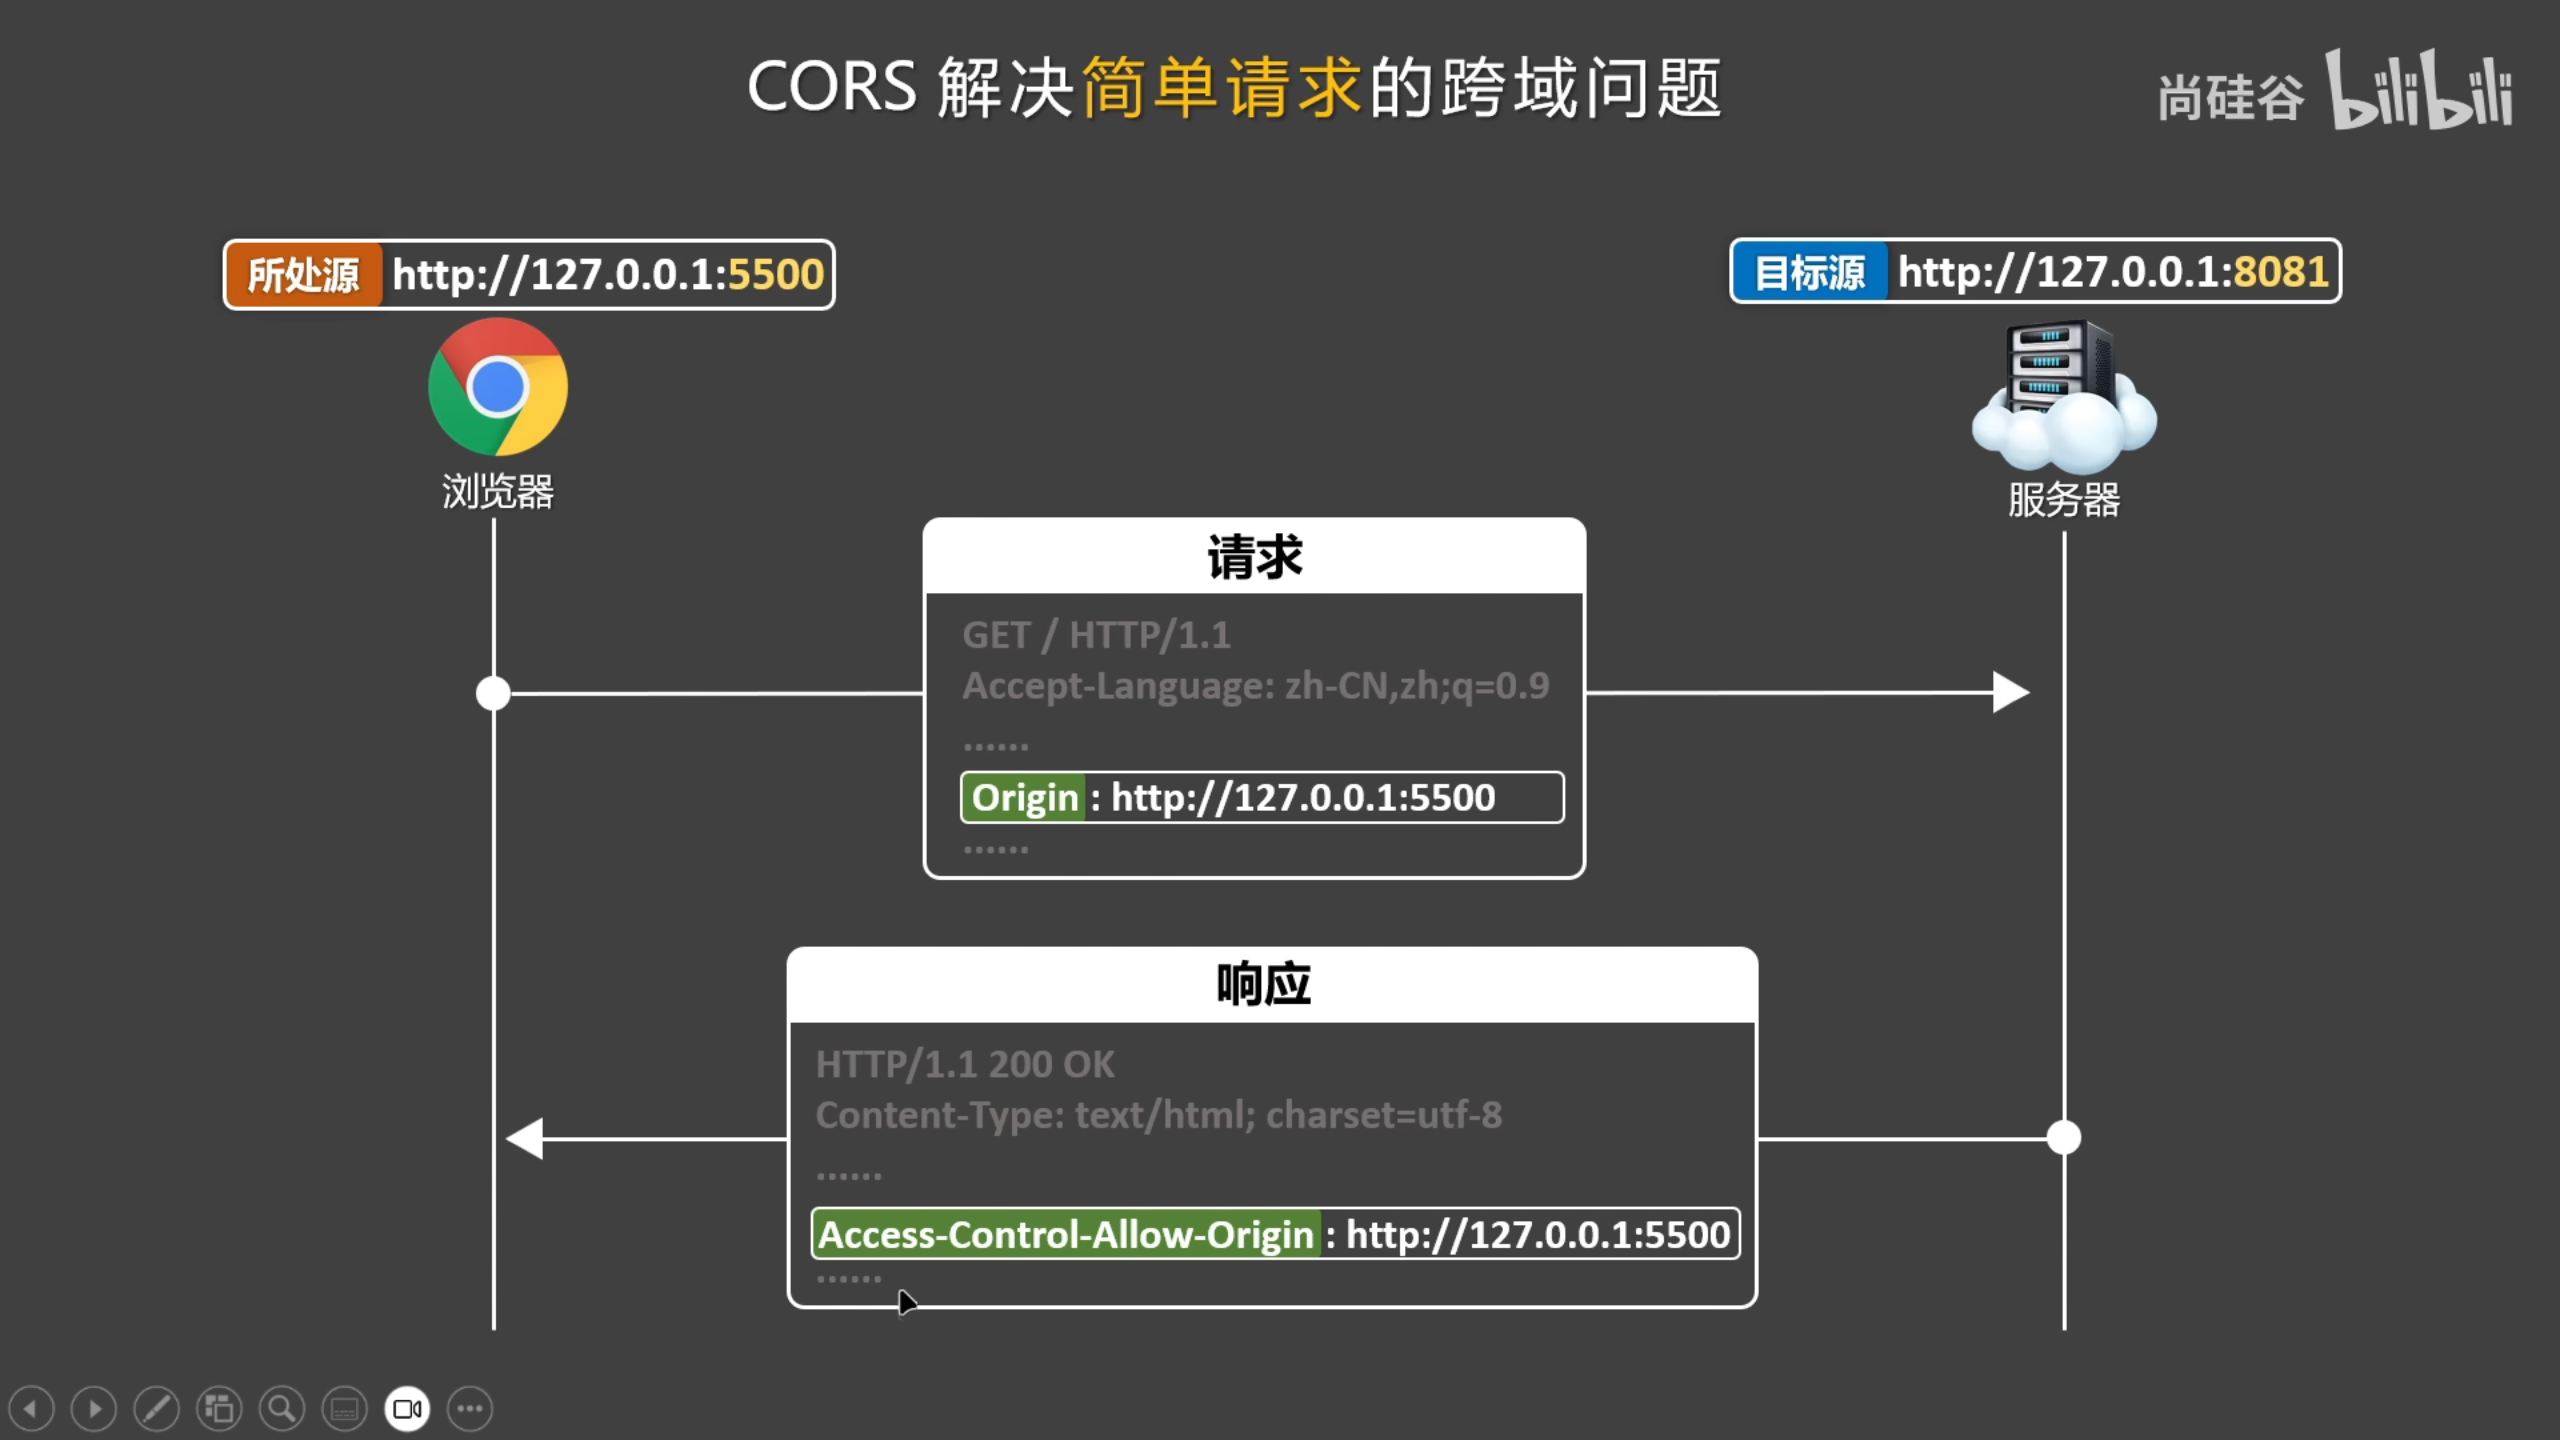 CORS 解决简单请求的跨域问题
尚硅谷 bilibili
所处源 http://127.0.0.1:5500
目标源 http://127.0.0.1:8081
浏览器
服务器
请求
GET / HTTP/1.1
Accept-Language: zh-CN,zh;q=0.9
......
Origin : http://127.0.0.1:5500
......
响应
HTTP/1.1 200 OK
Content-Type: text/html; charset=utf-8
......
Access-Control-Allow-Origin : http://127.0.0.1:5500
......